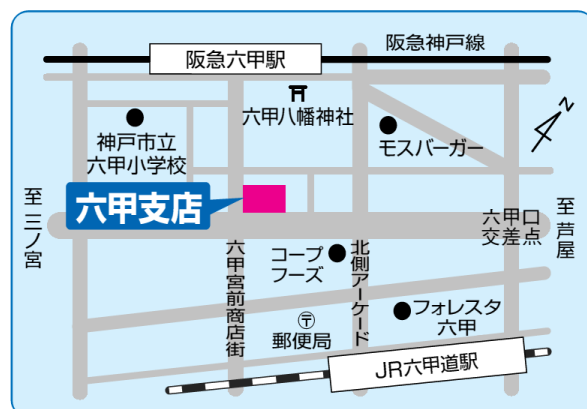 阪急六甲駅
阪急神戸線
六甲八幡神社
神戸市立
六甲小学校
モスバーガー
N
六甲支店
至 三ノ宮
六甲口
交差点
至 芦屋
六甲宮前商店街
コープ
フーズ
北側アーケード
フォレスタ
六甲
〒
郵便局
JR六甲道駅